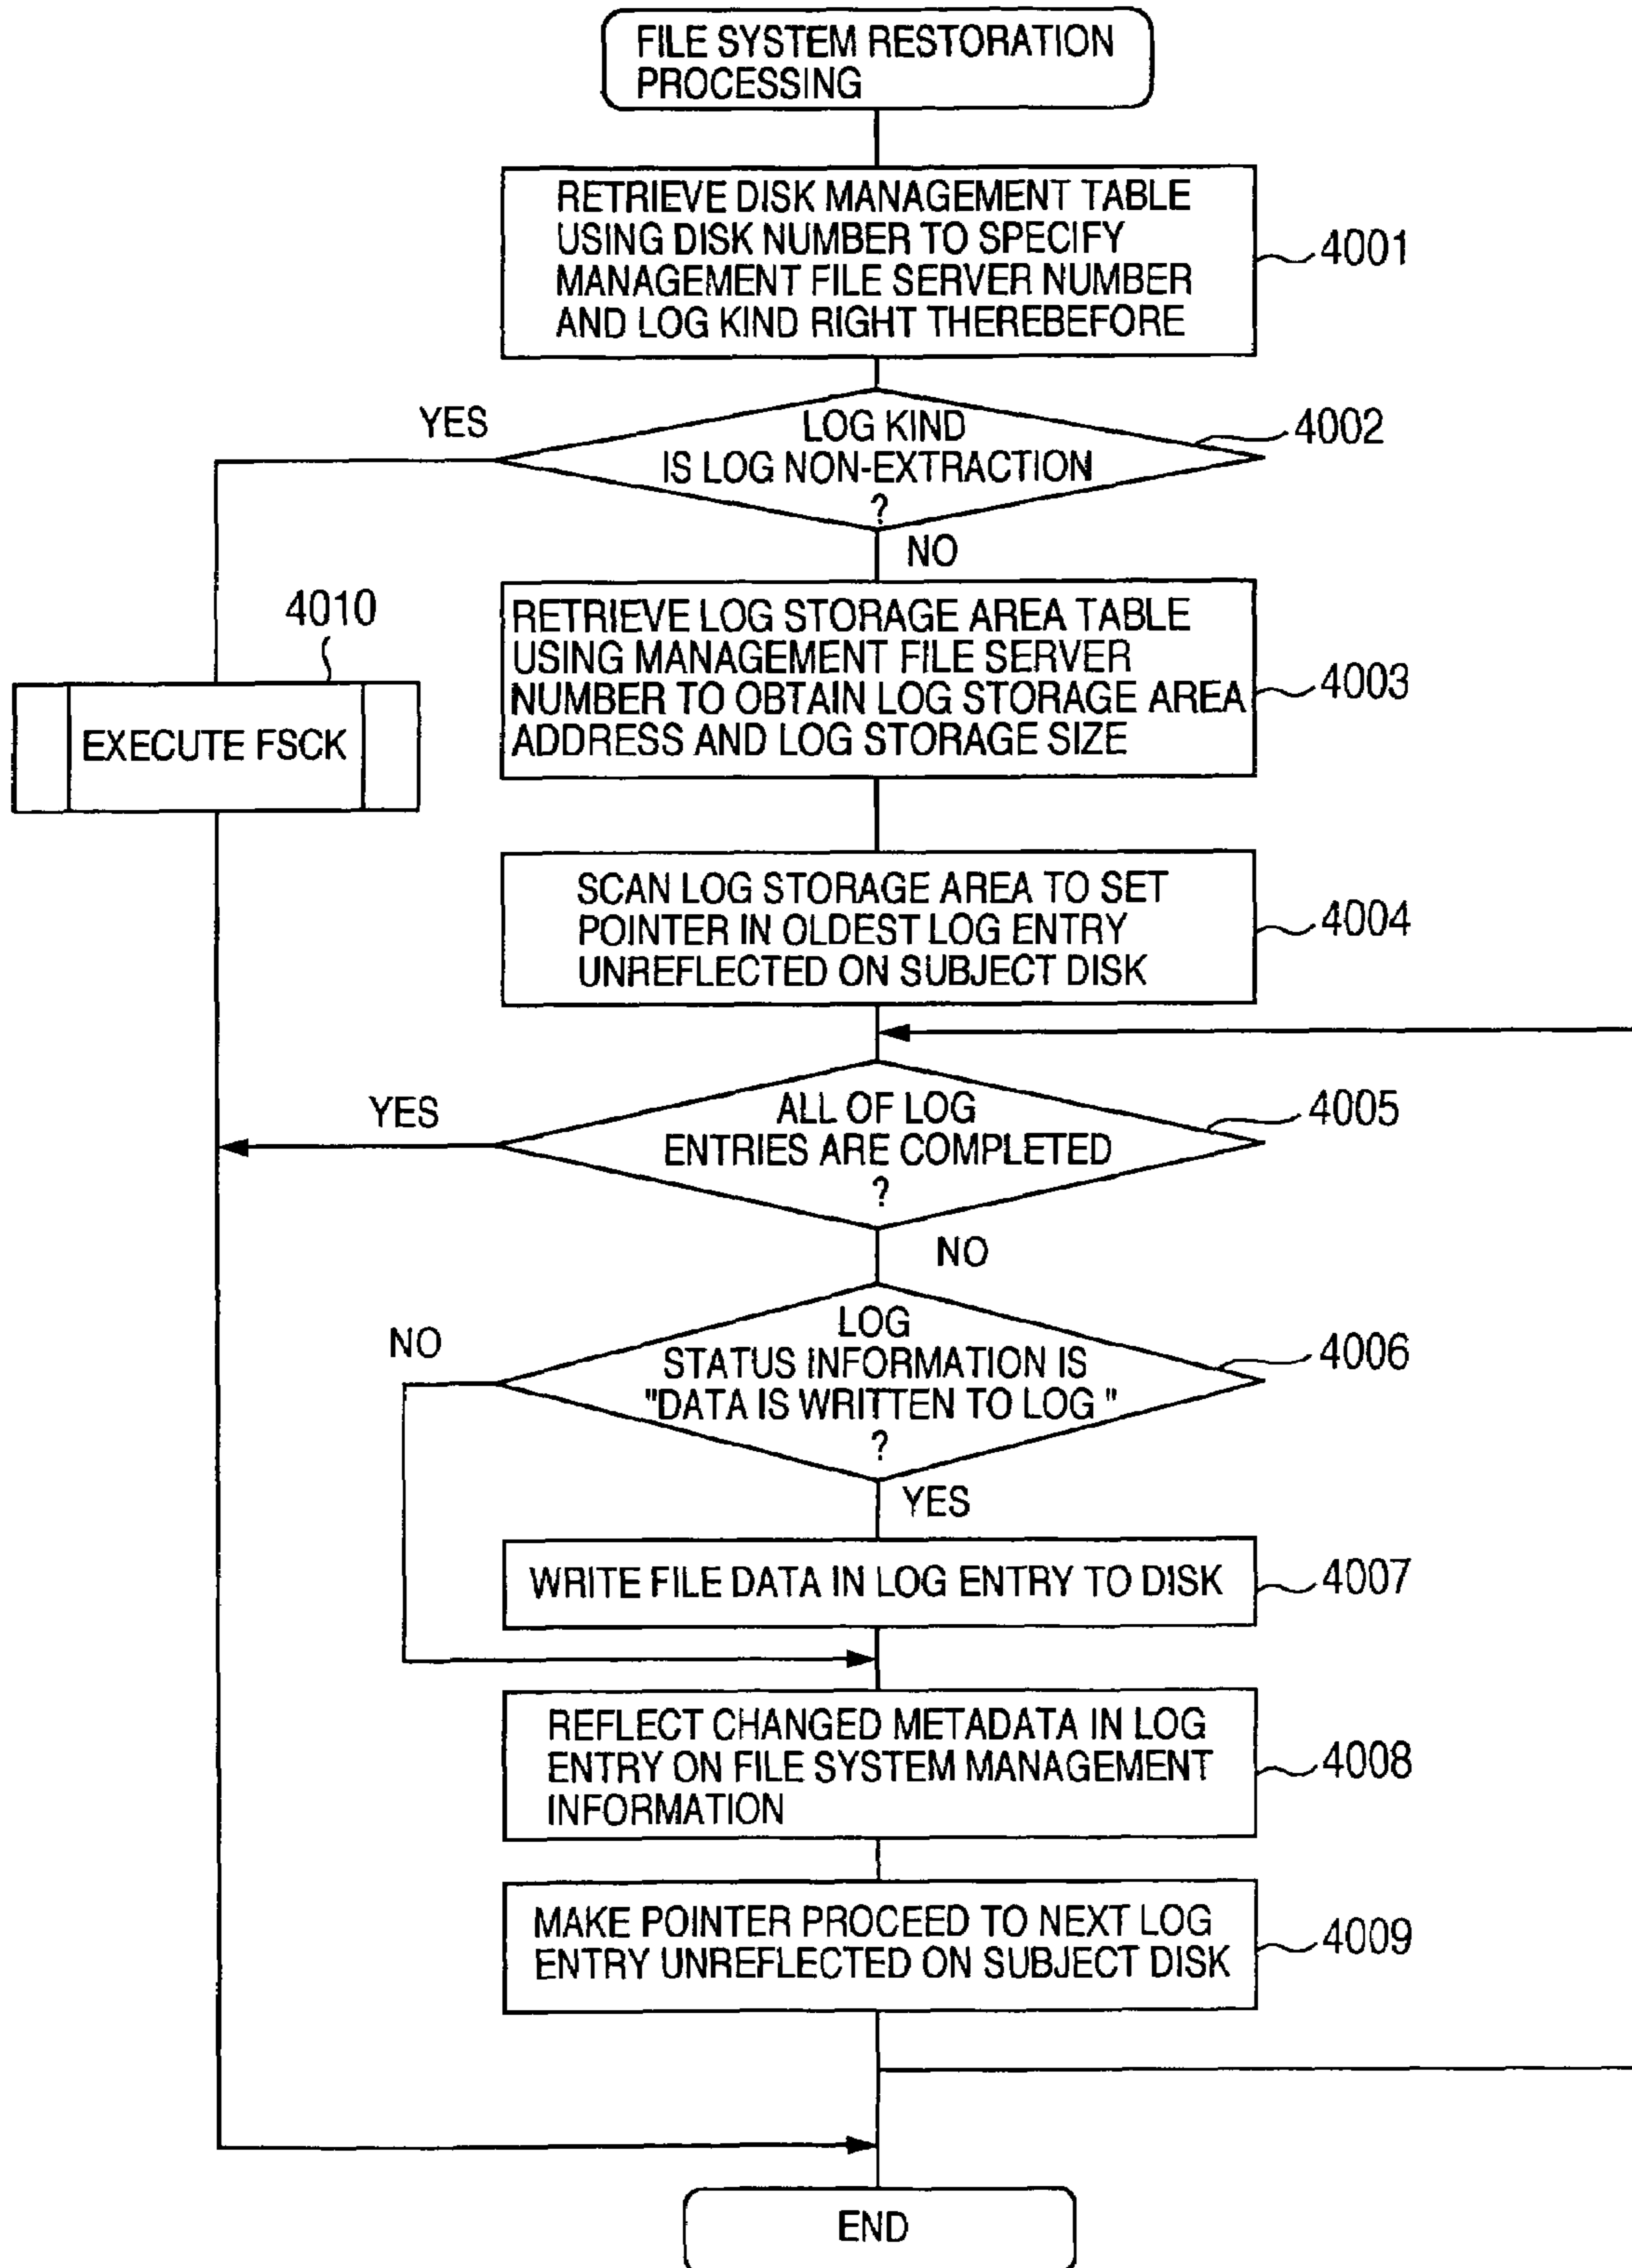 FILE SYSTEM RESTORATION
PROCESSING
RETRIEVE DISK MANAGEMENT TABLE
USING DISK NUMBER TO SPECIFY
MANAGEMENT FILE SERVER NUMBER
AND LOG KIND RIGHT THEREBEFORE
4001
YES
LOG KIND
IS LOG NON-EXTRACTION
?
4002
NO
4010
EXECUTE FSCK
RETRIEVE LOG STORAGE AREA TABLE
USING MANAGEMENT FILE SERVER
NUMBER TO OBTAIN LOG STORAGE AREA
ADDRESS AND LOG STORAGE SIZE
4003
SCAN LOG STORAGE AREA TO SET
POINTER IN OLDEST LOG ENTRY
UNREFLECTED ON SUBJECT DISK
4004
YES
ALL OF LOG
ENTRIES ARE COMPLETED
?
4005
NO
NO
LOG
STATUS INFORMATION IS
"DATA IS WRITTEN TO LOG "
?
4006
YES
WRITE FILE DATA IN LOG ENTRY TO DISK
4007
REFLECT CHANGED METADATA IN LOG
ENTRY ON FILE SYSTEM MANAGEMENT
INFORMATION
4008
MAKE POINTER PROCEED TO NEXT LOG
ENTRY UNREFLECTED ON SUBJECT DISK
4009
END